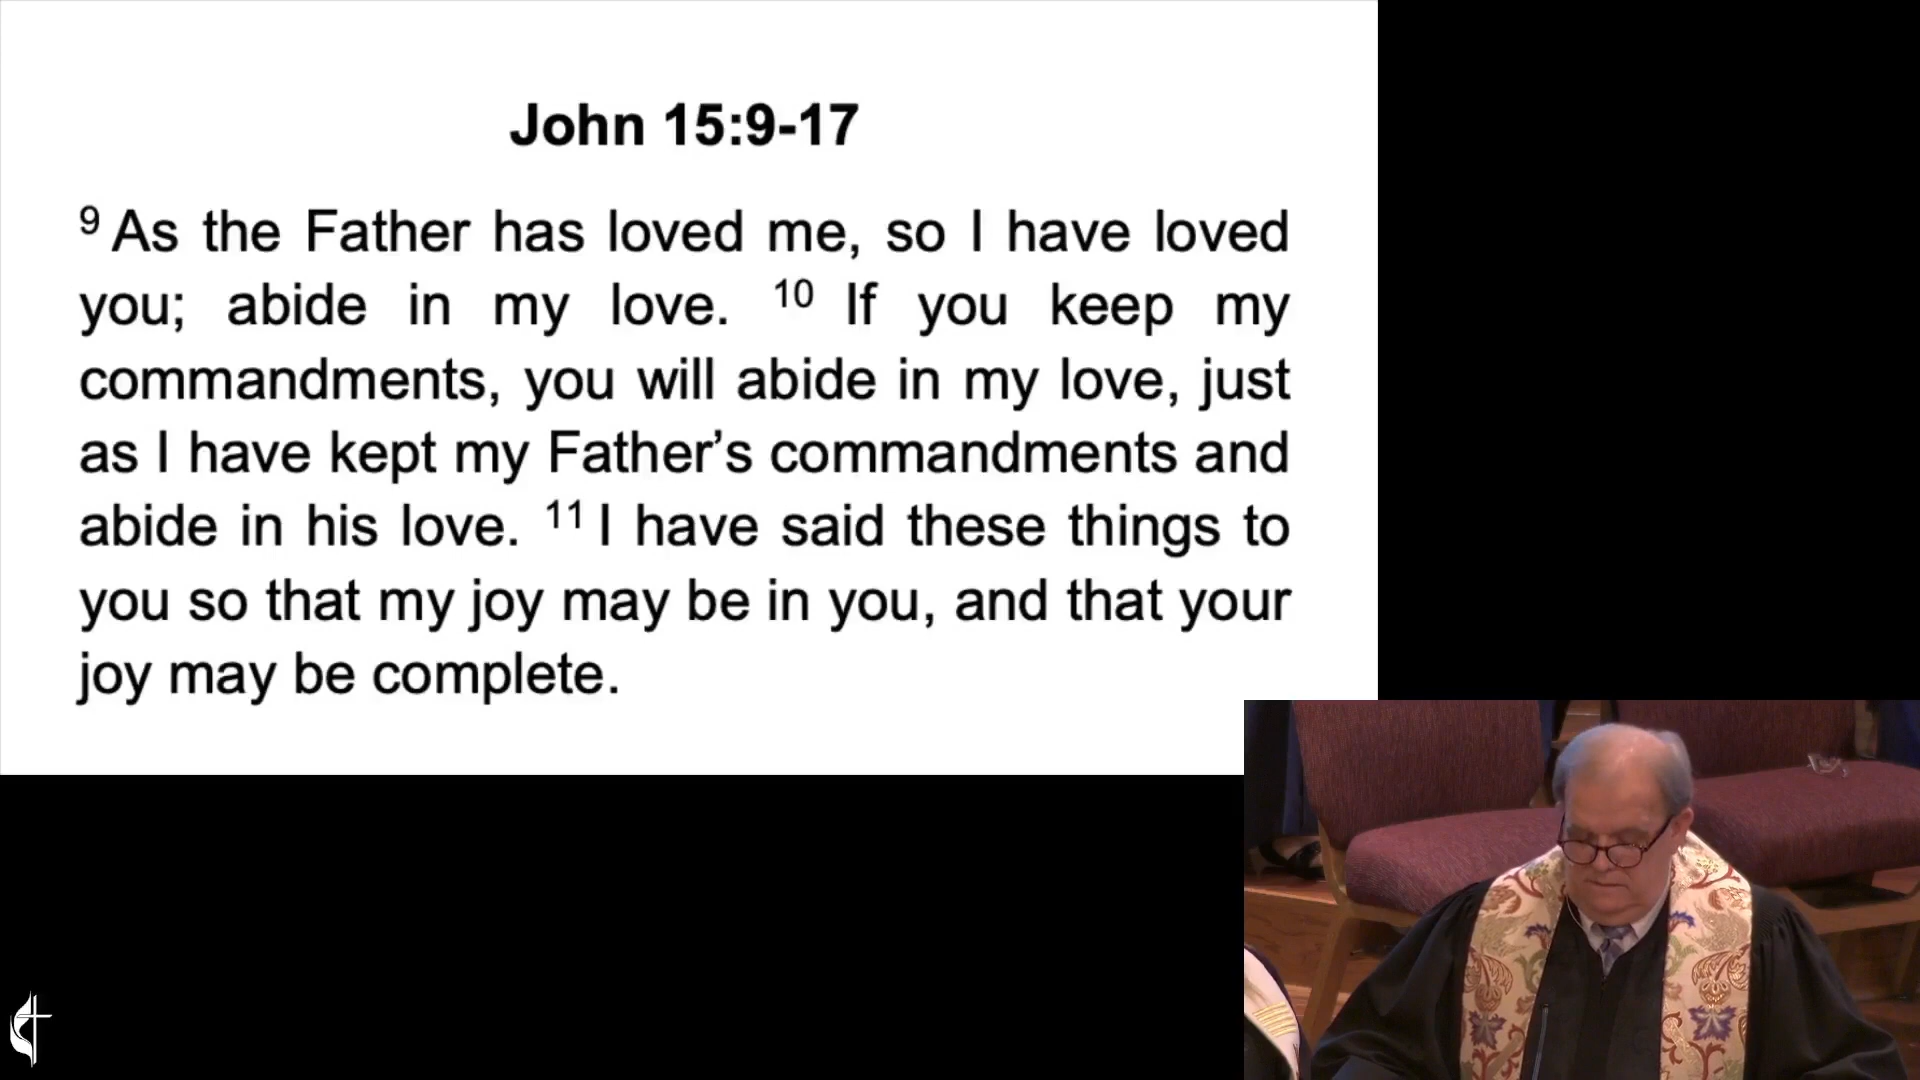 John 15:9-17
9 As the Father has loved me, so I have loved
you; abide in my love. 10 If you keep my
commandments, you will abide in my love, just
as I have kept my Father’s commandments and
abide in his love. 11 I have said these things to
you so that my joy may be in you, and that your
joy may be complete.